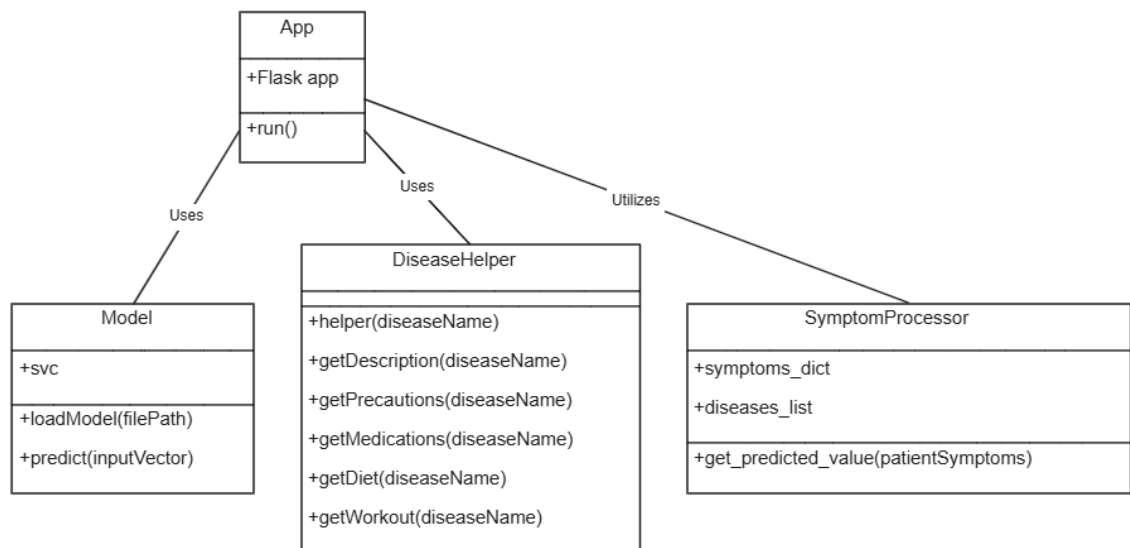 App
+Flask app
+run()
Uses
Uses
Utilizes
DiseaseHelper
+helper(diseaseName)
+getDescription(diseaseName)
+getPrecautions(diseaseName)
+getMedications(diseaseName)
+getDiet(diseaseName)
+getWorkout(diseaseName)
Model
+svc
+loadModel(filePath)
+predict(inputVector)
SymptomProcessor
+symptoms_dict
+diseases_list
+get_predicted_value(patientSymptoms)